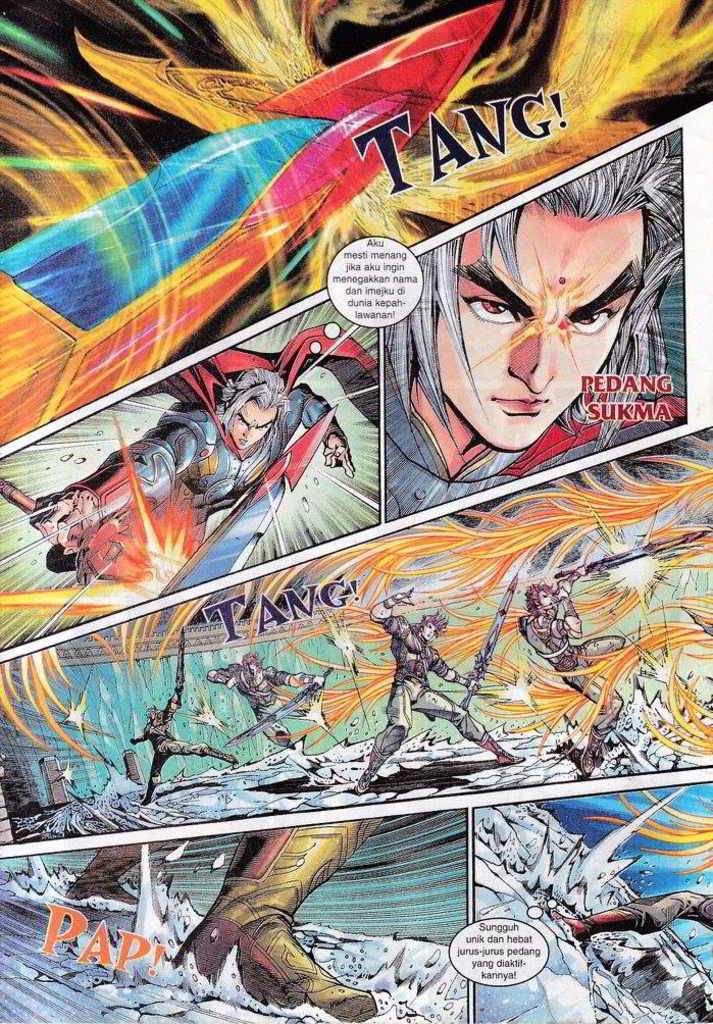 TANG!
Aku
mesti menang
jika aku ingin
menegakkan nama
dan imejku di
dunia kepah-
lawanan!
PEDANG
SUKMA
TANG!
PAP!
Sungguh
unik dan hebat
jurus-jurus pedang
yang diaktif-
kannya!